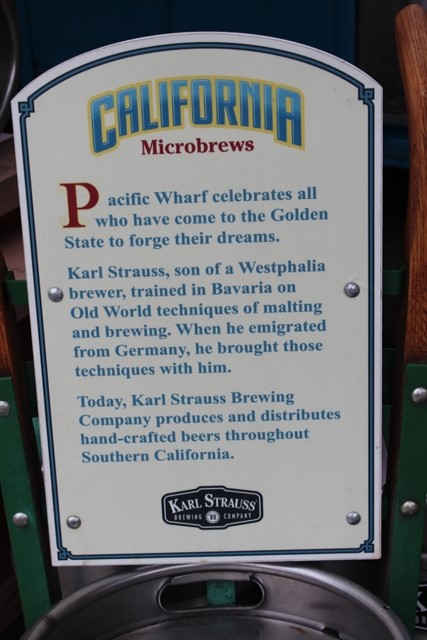 CALIFORNIA
Microbrews
Pacific Wharf celebrates all
who have come to the Golden
State to forge their dreams.
Karl Strauss, son of a Westphalia
brewer, trained in Bavaria on
Old World techniques of malting
and brewing. When he emigrated
from Germany, he brought those
techniques with him.
Today, Karl Strauss Brewing
Company produces and distributes
hand-crafted beers throughout
Southern California.
KARL STRAUSS
BREWING COMPANY